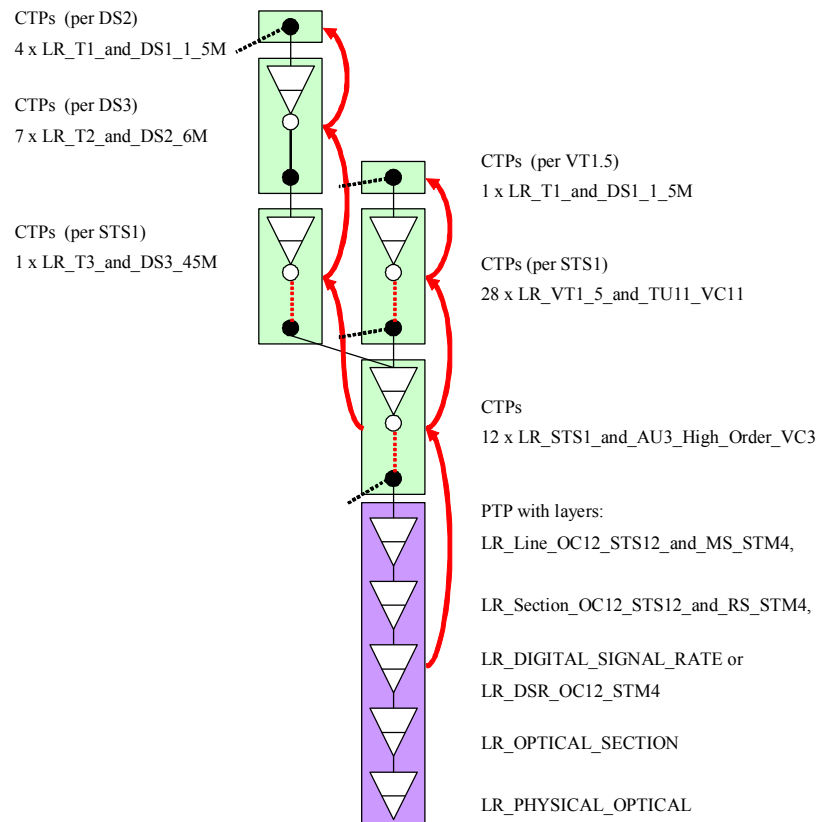 CTPs (per DS2)
4 x LR_T1_and_DS1_1_5M
CTPs (per DS3)
7 x LR_T2_and_DS2_6M
CTPs (per STS1)
1 x LR_T3_and_DS3_45M
CTPs (per VT1.5)
1 x LR_T1_and_DS1_1_5M
CTPs (per STS1)
28 x LR_VT1_5_and_TU11_VC11
CTPs
12 x LR_STS1_and_AU3_High_Order_VC3
PTP with layers:
LR_Line_OC12_STS12_and_MS_STM4,
LR_Section_OC12_STS12_and_RS_STM4,
LR_DIGITAL_SIGNAL_RATE or
LR_DSR_OC12_STM4
LR_OPTICAL_SECTION
LR_PHYSICAL_OPTICAL